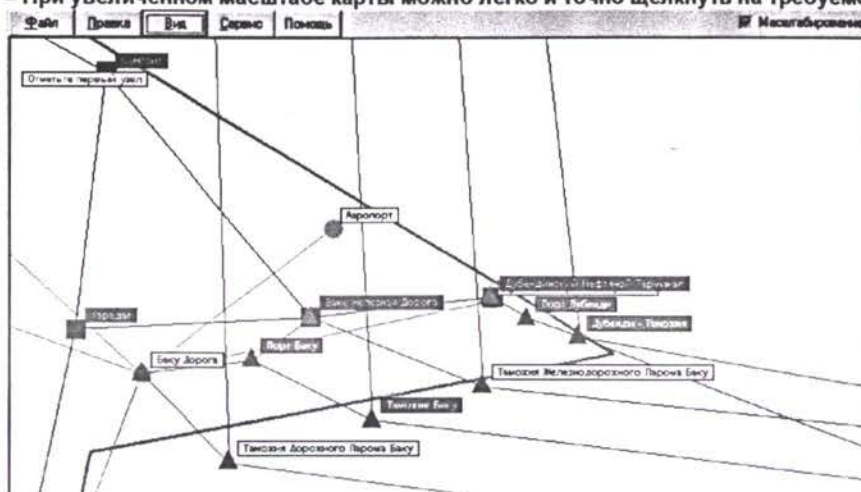 При увеличенном масштабе карты можно легко и точно щелкнуть на требуемо
Файл Правка Вид Сервис Помощь Масштабирование
Отметьте первый узел
Аэропорт
Дубендинский Нефтяной Терминал
Баку Железная Дорога
Порт Дубенди
Дубенди - Таможня
Порт Баку
Баку Дорога
Таможня Железнодорожного Парома Баку
Таможня Баку
Таможня Дорожного Парома Баку